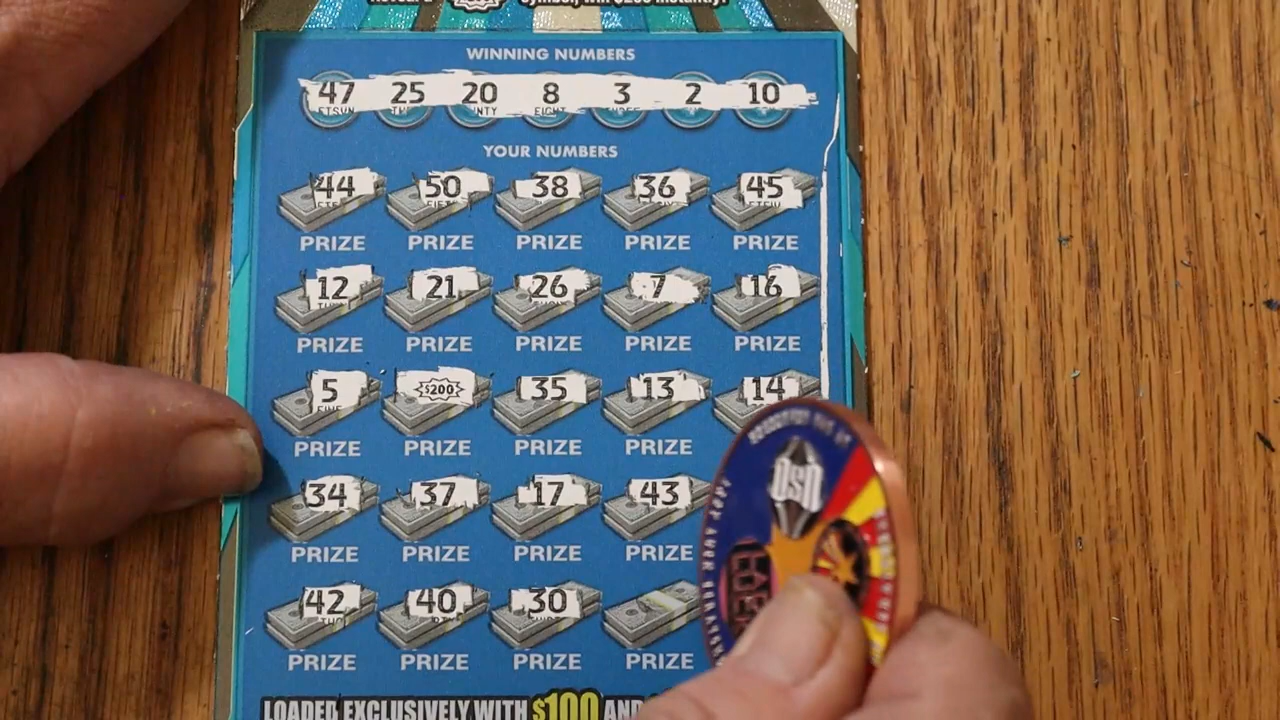 WINNING NUMBERS
47 25 20 8 3 2 10
YOUR NUMBERS
44 50 38 36 45
PRIZE PRIZE PRIZE PRIZE PRIZE
12 21 26 7 16
PRIZE PRIZE PRIZE PRIZE PRIZE
5 $200 35 13 14
PRIZE PRIZE PRIZE PRIZE PRIZE
34 37 17 43
PRIZE PRIZE PRIZE PRIZE
42 40 30
PRIZE PRIZE PRIZE PRIZE
LOADED EXCLUSIVELY WITH $100 AND